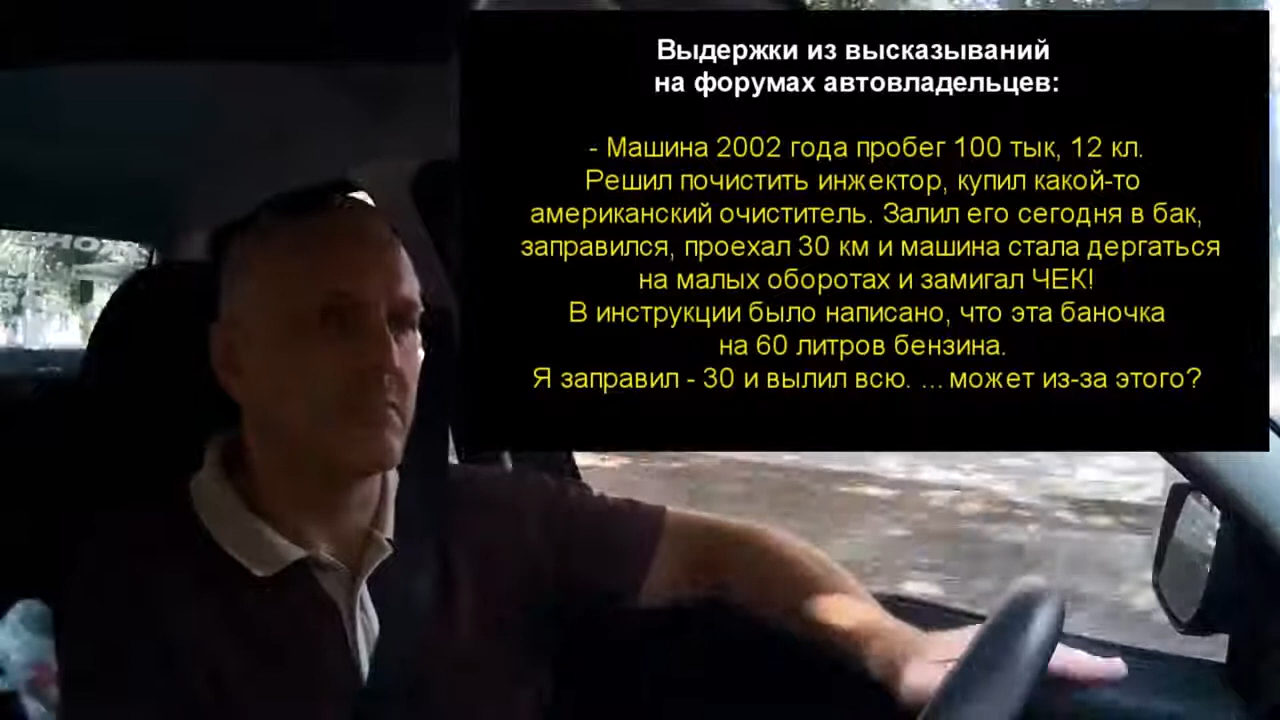 Выдержки из высказываний
на форумах автовладельцев:
- Машина 2002 года пробег 100 тык, 12 кл.
Решил почистить инжектор, купил какой-то
американский очиститель. Залил его сегодня в бак,
заправился, проехал 30 км и машина стала дергаться
на малых оборотах и замигал ЧЕК!
В инструкции было написано, что эта баночка
на 60 литров бензина.
Я заправил - 30 и вылил всю. ... может из-за этого?